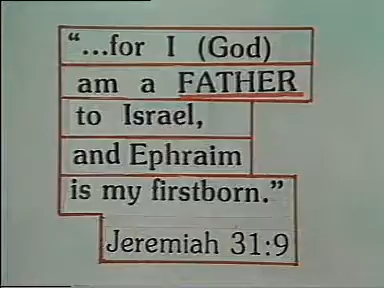 “...for I (God)
am a FATHER
to Israel,
and Ephraim
is my firstborn.”
Jeremiah 31:9